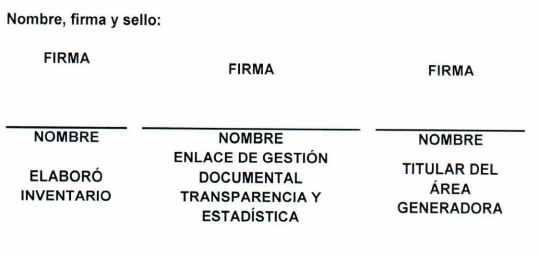 Nombre, firma y sello:
FIRMA
FIRMA
FIRMA
NOMBRE
ELABORÓ
INVENTARIO
NOMBRE
ENLACE DE GESTIÓN
DOCUMENTAL
TRANSPARENCIA Y
ESTADÍSTICA
NOMBRE
TITULAR DEL
ÁREA
GENERADORA